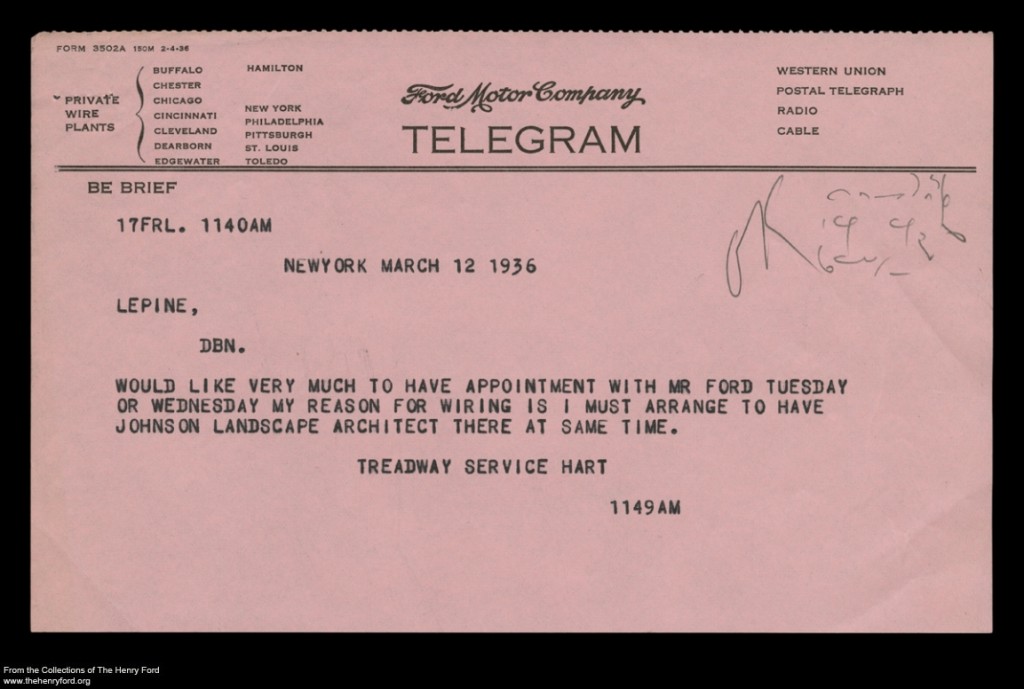 FORM 3502A 150M 2-4-36
PRIVATE
WIRE
PLANTS
BUFFALO
CHESTER
CHICAGO
CINCINNATI
CLEVELAND
DEARBORN
EDGEWATER
HAMILTON
NEW YORK
PHILADELPHIA
PITTSBURGH
ST. LOUIS
TOLEDO
Ford Motor Company
TELEGRAM
WESTERN UNION
POSTAL TELEGRAPH
RADIO
CABLE
BE BRIEF
17FRL. 1140AM
NEWYORK MARCH 12 1936
LEPINE,
DBN.
WOULD LIKE VERY MUCH TO HAVE APPOINTMENT WITH MR FORD TUESDAY
OR WEDNESDAY MY REASON FOR WIRING IS I MUST ARRANGE TO HAVE
JOHNSON LANDSCAPE ARCHITECT THERE AT SAME TIME.
TREADWAY SERVICE HART
1149AM
From the Collections of The Henry Ford
www.thehenryford.org